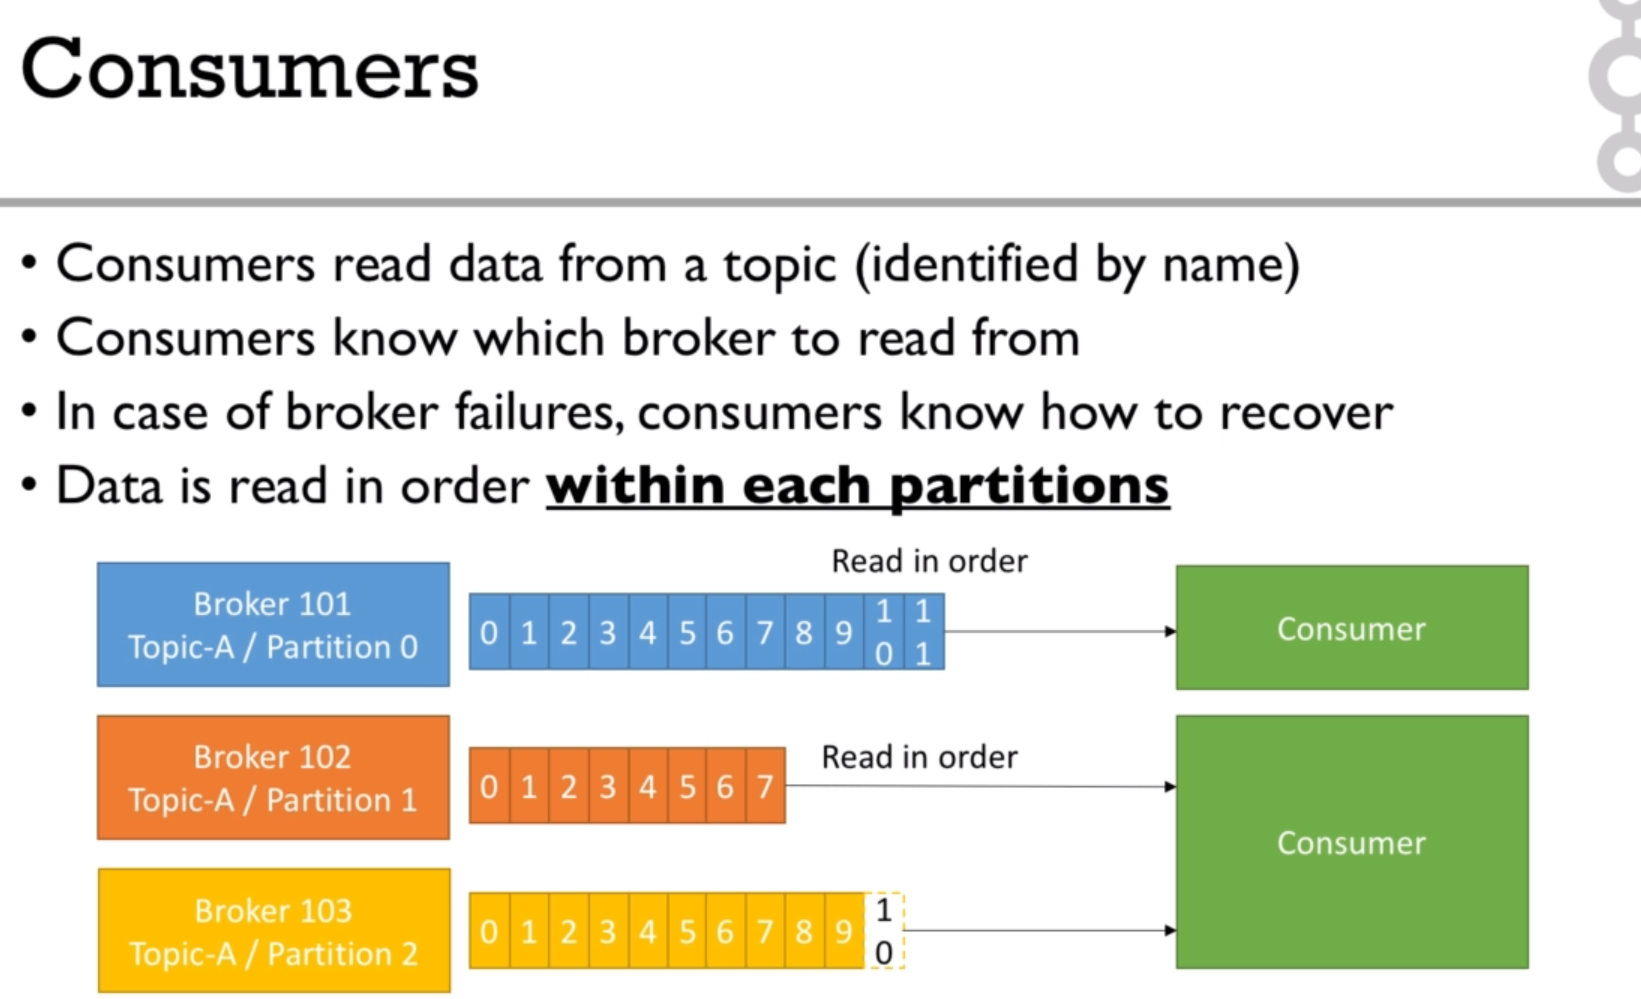 Consumers
• Consumers read data from a topic (identified by name)
• Consumers know which broker to read from
• In case of broker failures, consumers know how to recover
• Data is read in order within each partitions
Read in order
Broker 101
Topic-A / Partition 0
0 1 2 3 4 5 6 7 8 9 10 11
Consumer
Broker 102
Topic-A / Partition 1
0 1 2 3 4 5 6 7
Read in order
Consumer
Broker 103
Topic-A / Partition 2
0 1 2 3 4 5 6 7 8 9 10